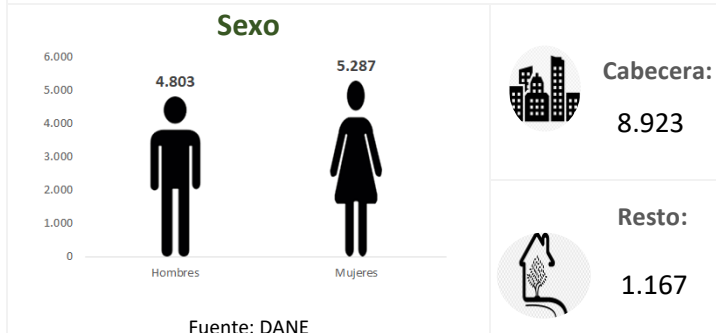 Sexo
6.000
5.000
4.000
3.000
2.000
1.000
0
4.803
5.287
Hombres
Mujeres
Fuente: DANE
Cabecera:
8.923
Resto:
1.167